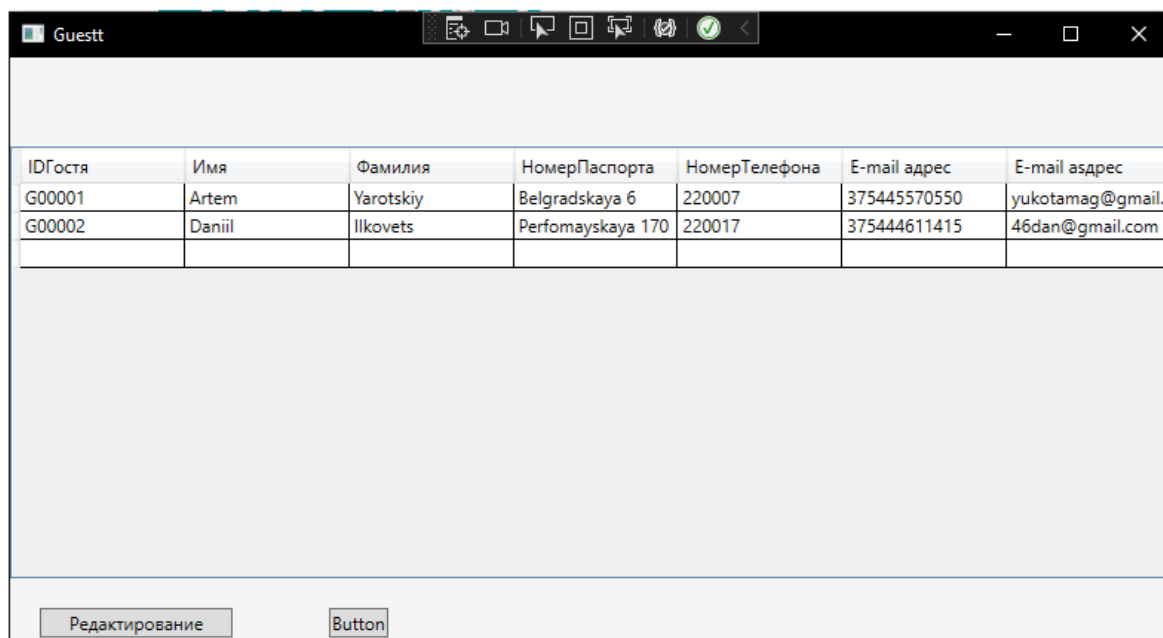 Guestt
IDГостя Имя Фамилия НомерПаспорта НомерТелефона E-mail адрес E-mail asдрес
G00001 Artem Yarotskiy Belgradskaya 6 220007 375445570550 yukotamag@gmail.
G00002 Daniil Ilkovets Perfomayskaya 170 220017 375444611415 46dan@gmail.com
Редактирование Button